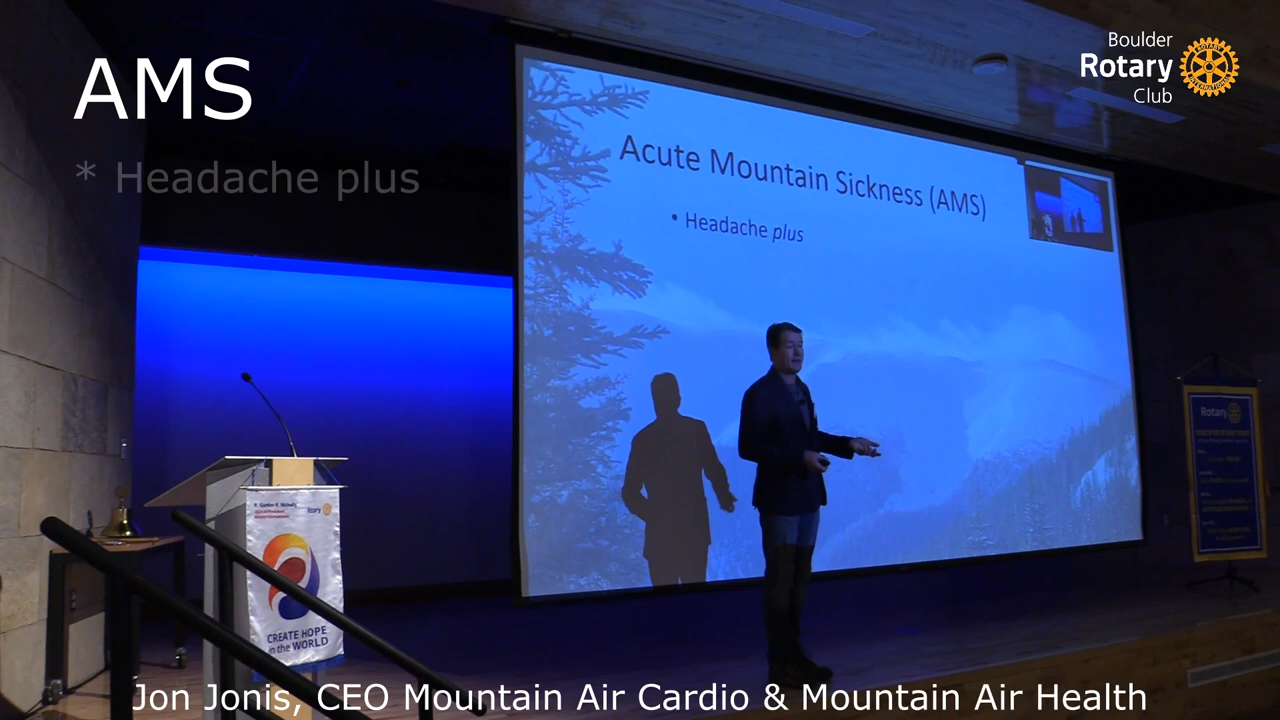 AMS
* Headache plus
Boulder
Rotary
Club
Acute Mountain Sickness (AMS)
• Headache plus
Rotary
CREATE HOPE
in the WORLD
Rotary
Jon Jonis, CEO Mountain Air Cardio & Mountain Air Health